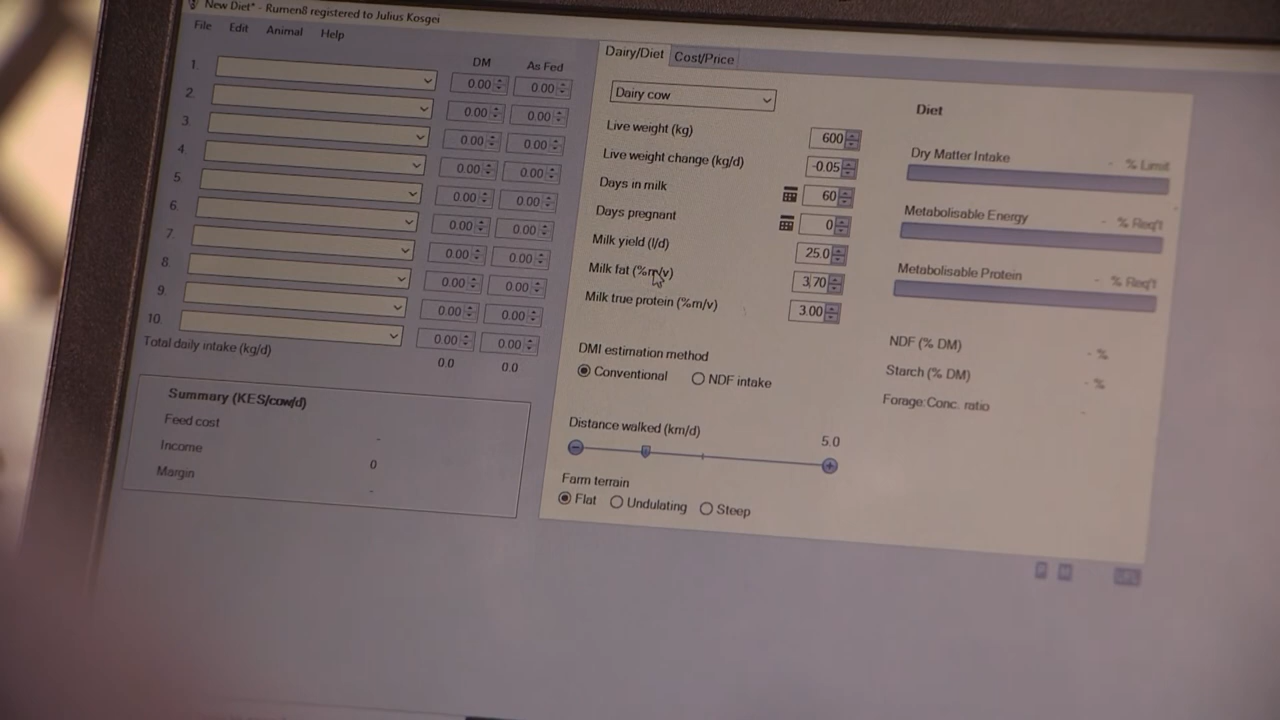 New Diet* - Rumen8 registered to Julius Kosgei
File Edit Animal Help
DM As Fed
1. 0.00 0.00
2. 0.00 0.00
3. 0.00 0.00
4. 0.00 0.00
5. 0.00 0.00
6. 0.00 0.00
7. 0.00 0.00
8. 0.00 0.00
9. 0.00 0.00
10. 0.00 0.00
Total daily intake (kg/d) 0.0 0.0
Summary (KES/cow/d)
Feed cost -
Income 0
Margin -
Dairy/Diet Cost/Price
Dairy cow
Live weight (kg) 600
Live weight change (kg/d) -0.05
Days in milk 60
Days pregnant 0
Milk yield (l/d) 25.0
Milk fat (%m/v) 3.70
Milk true protein (%m/v) 3.00
DMI estimation method
Conventional NDF intake
Distance walked (km/d) 5.0
Farm terrain
Flat Undulating Steep
Diet
Dry Matter Intake - % Limit
Metabolisable Energy - % Req't
Metabolisable Protein - % Req't
NDF (% DM) - %
Starch (% DM) - %
Forage:Conc. ratio -